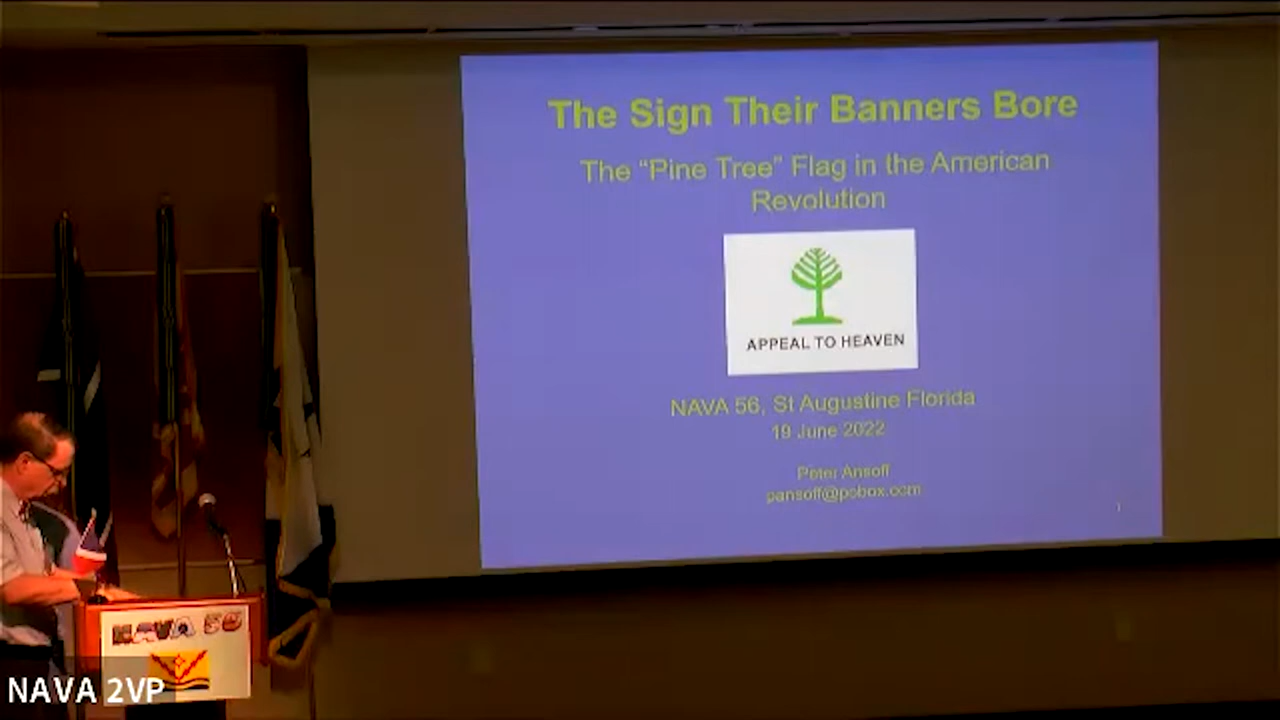 The Sign Their Banners Bore
The “Pine Tree” Flag in the American
Revolution
APPEAL TO HEAVEN
NAVA 56, St Augustine Florida
19 June 2022
Peter Ansoff
pansoff@pobox.com
1
NAVA 56
NAVA 2VP